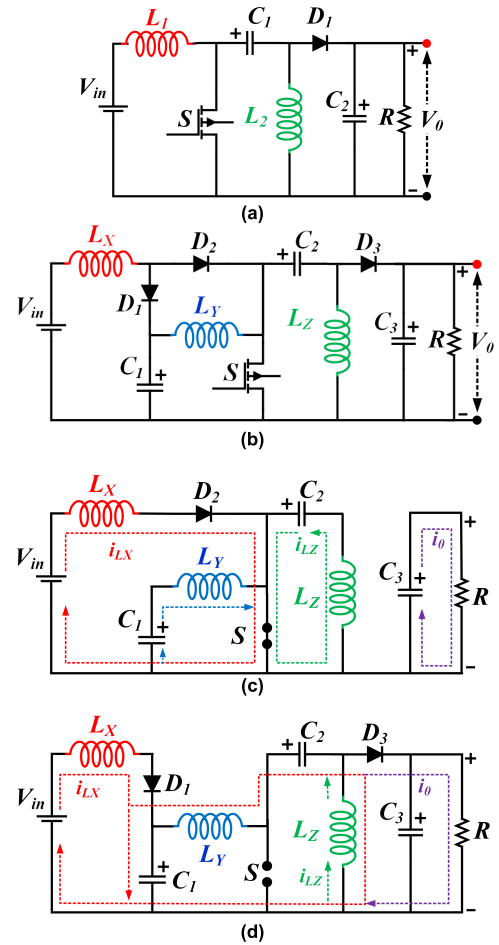 L1 C1 D1
Vin S L2 C2 R V0
+ + + −
(a)
LX D2 C2 D3
Vin D1 LY LZ C3 R V0
C1 S
+ + + + −
(b)
LX D2 C2
Vin iLX LY iLZ LZ C3 i0 R
C1 S
+ + + + −
(c)
LX C2 D3
Vin iLX D1 LY LZ C3 i0 R
C1 S iLZ
+ + + + −
(d)